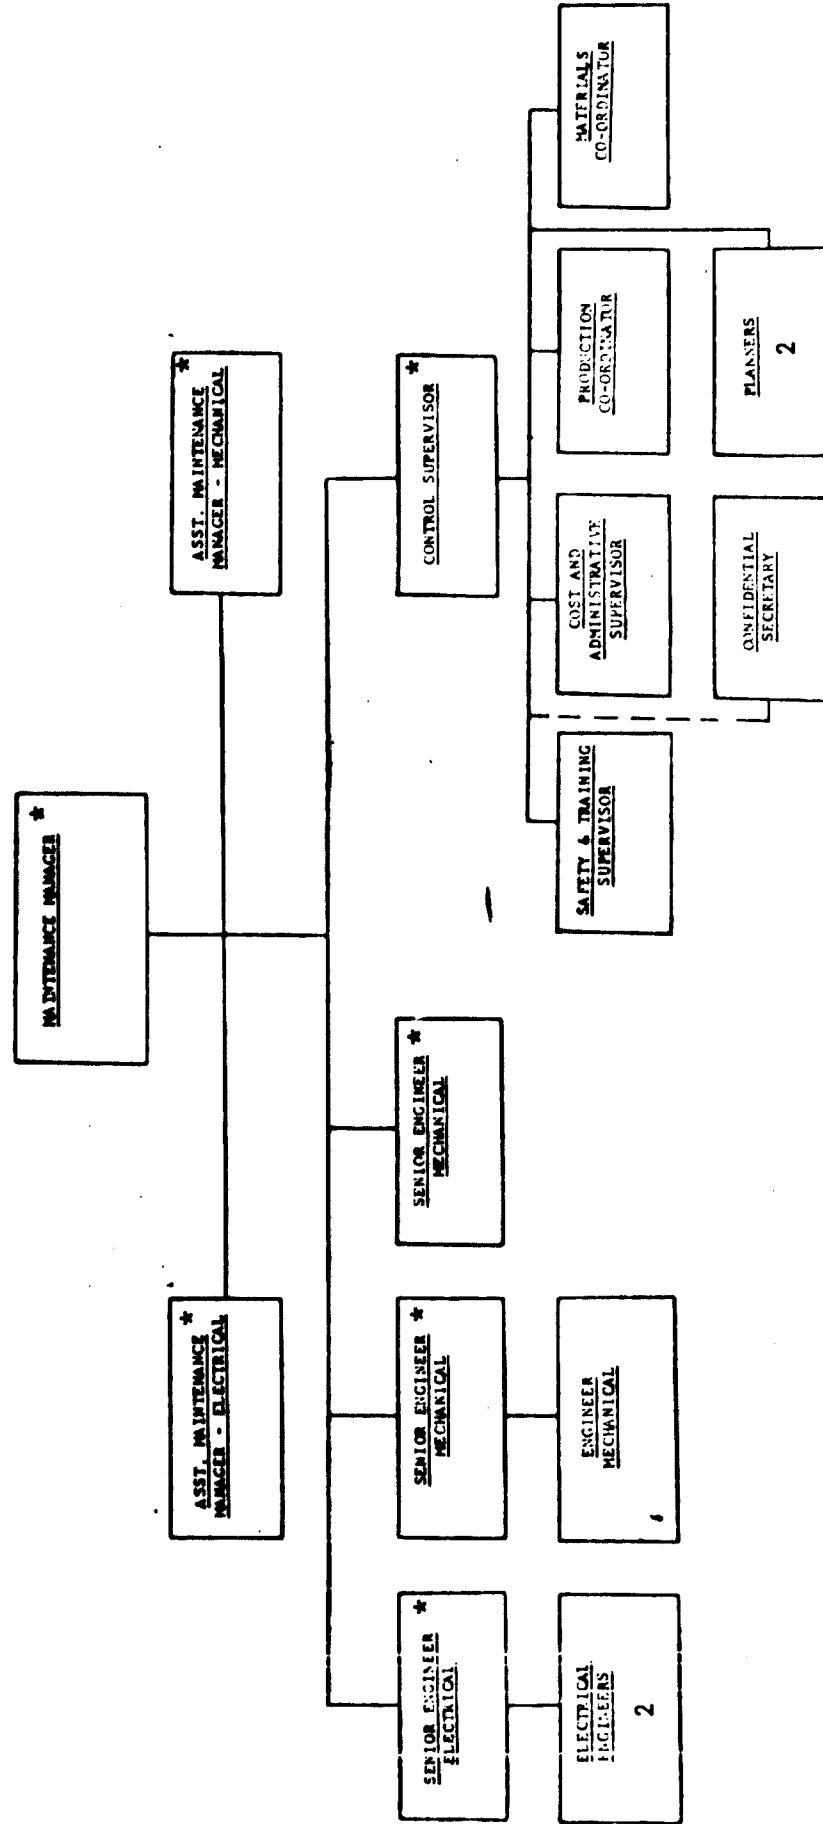 MAINTENANCE MANAGER *
ASST. MAINTENANCE *
MANAGER - ELECTRICAL
ASST. MAINTENANCE *
MANAGER - MECHANICAL
SENIOR ENGINEER *
ELECTRICAL
SENIOR ENGINEER *
MECHANICAL
SENIOR ENGINEER *
MECHANICAL
CONTROL SUPERVISOR *
ELECTRICAL
ENGINEERS
2
ENGINEER
MECHANICAL
SAFETY & TRAINING
SUPERVISOR
COST AND
ADMINISTRATIVE
SUPERVISOR
PRODUCTION
CO-ORDINATOR
MATERIALS
CO-ORDINATOR
CONFIDENTIAL
SECRETARY
PLANNERS
2